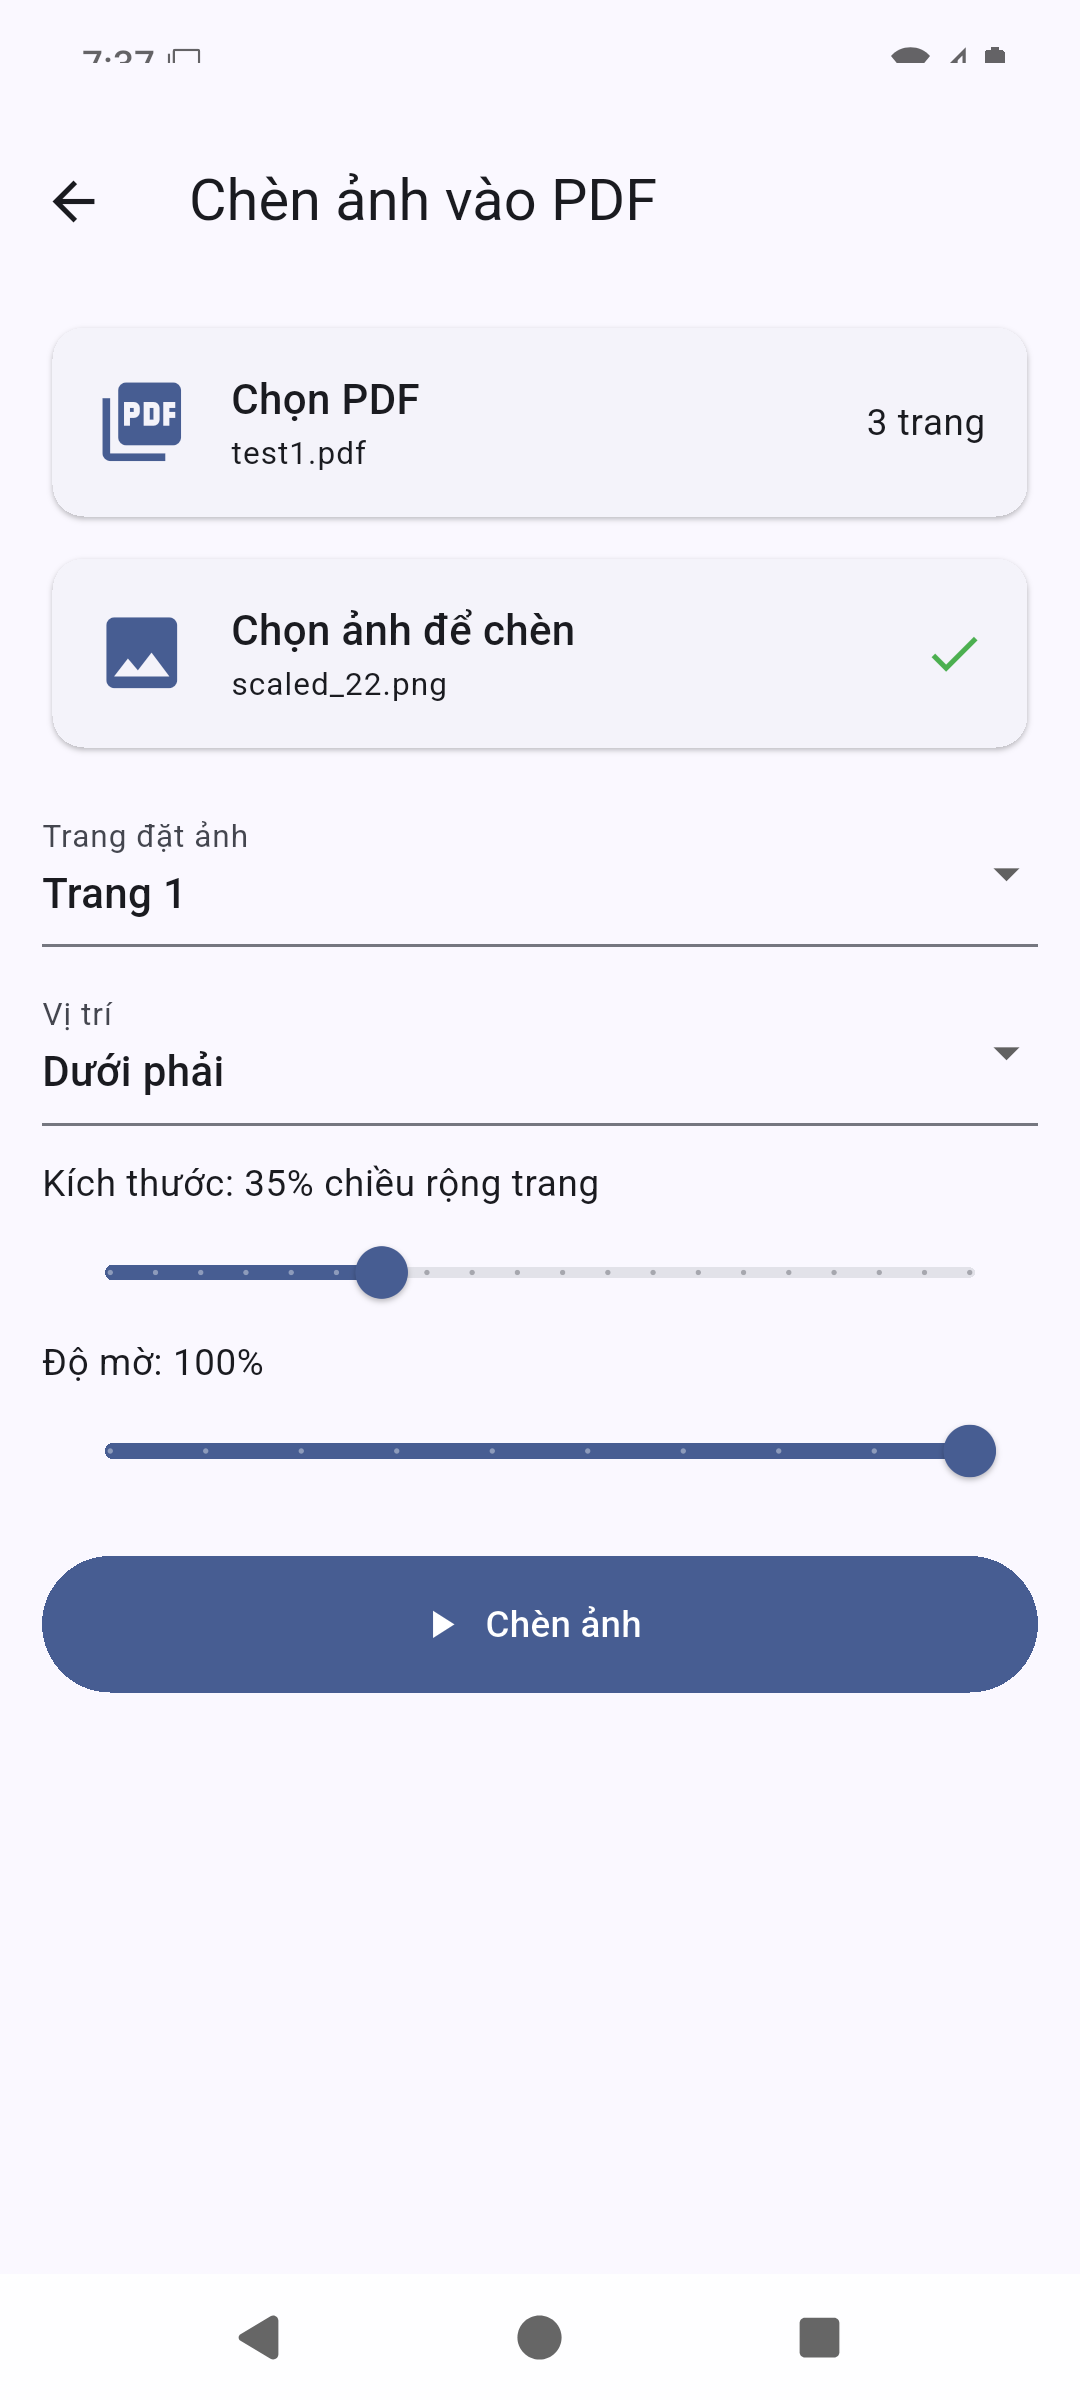 Chèn ảnh vào PDF
PDF
Chọn PDF
test1.pdf
3 trang
Chọn ảnh để chèn
scaled_22.png
Trang đặt ảnh
Trang 1
Vị trí
Dưới phải
Kích thước: 35% chiều rộng trang
Độ mờ: 100%
Chèn ảnh